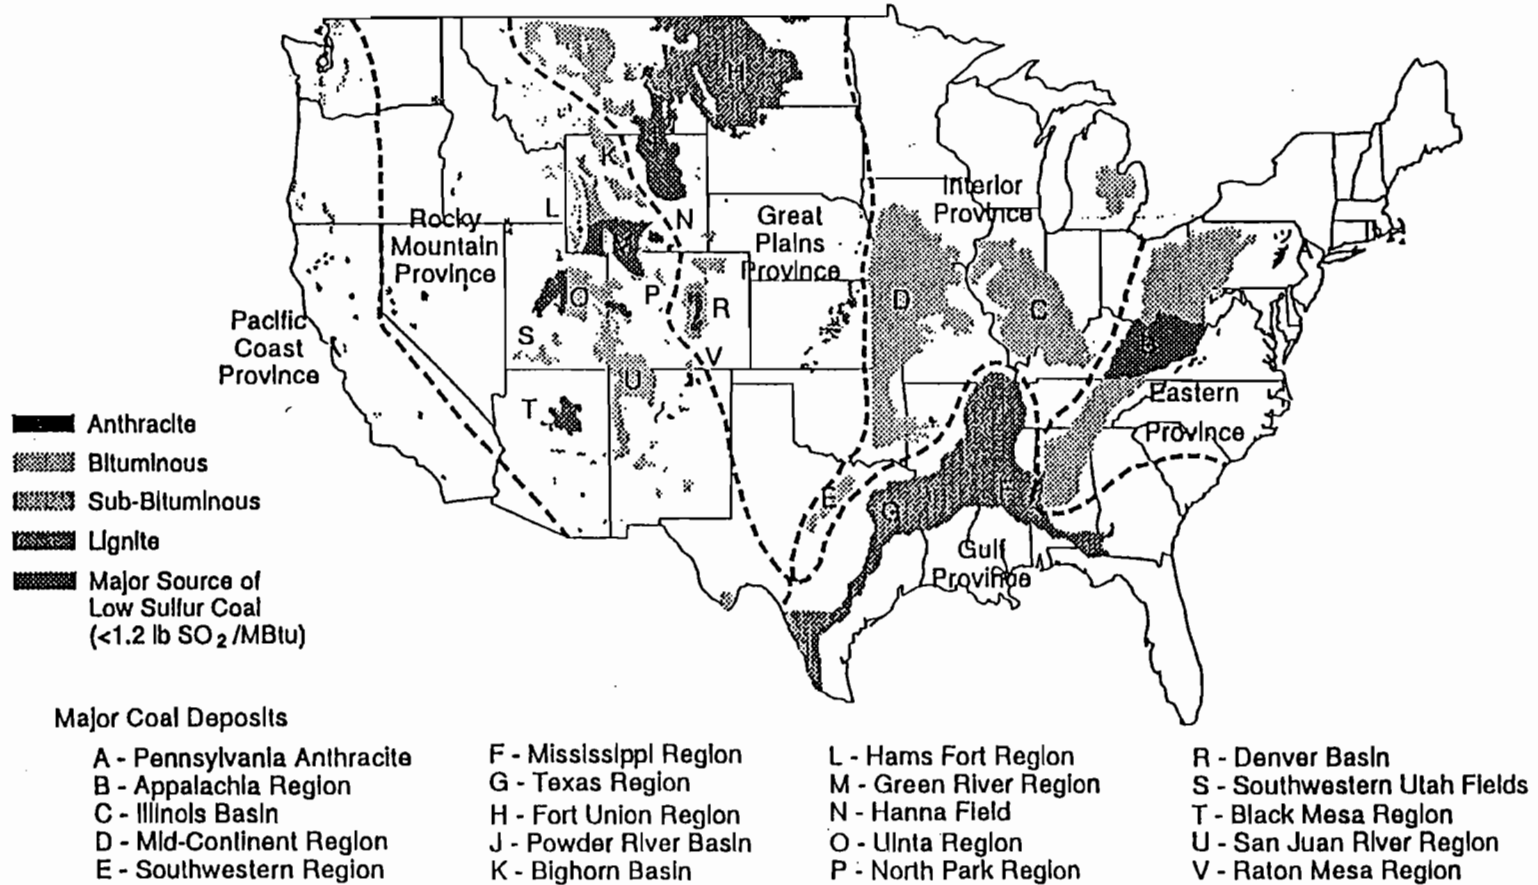 H
K
L
N
Rocky
Mountain
Province
Great
Plains
Province
Interior
Province
M
A
O
P
R
D
C
S
B
V
U
T
Pacific
Coast
Province
Eastern
Province
E
G
F
Gulf
Province
Anthracite
Bituminous
Sub-Bituminous
Lignite
Major Source of
Low Sulfur Coal
(<1.2 lb SO2/MBtu)
Major Coal Deposits
A - Pennsylvania Anthracite
B - Appalachia Region
C - Illinois Basin
D - Mid-Continent Region
E - Southwestern Region
F - Mississippi Region
G - Texas Region
H - Fort Union Region
J - Powder River Basin
K - Bighorn Basin
L - Hams Fort Region
M - Green River Region
N - Hanna Field
O - Uinta Region
P - North Park Region
R - Denver Basin
S - Southwestern Utah Fields
T - Black Mesa Region
U - San Juan River Region
V - Raton Mesa Region